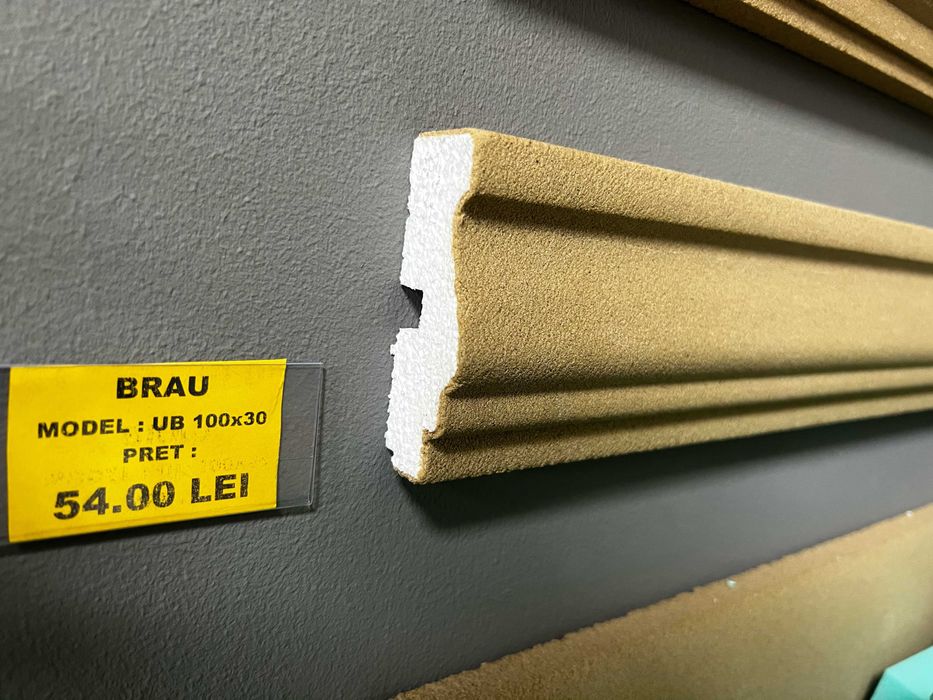 BRAU
MODEL : UB 100x30
PRET :
54.00 LEI